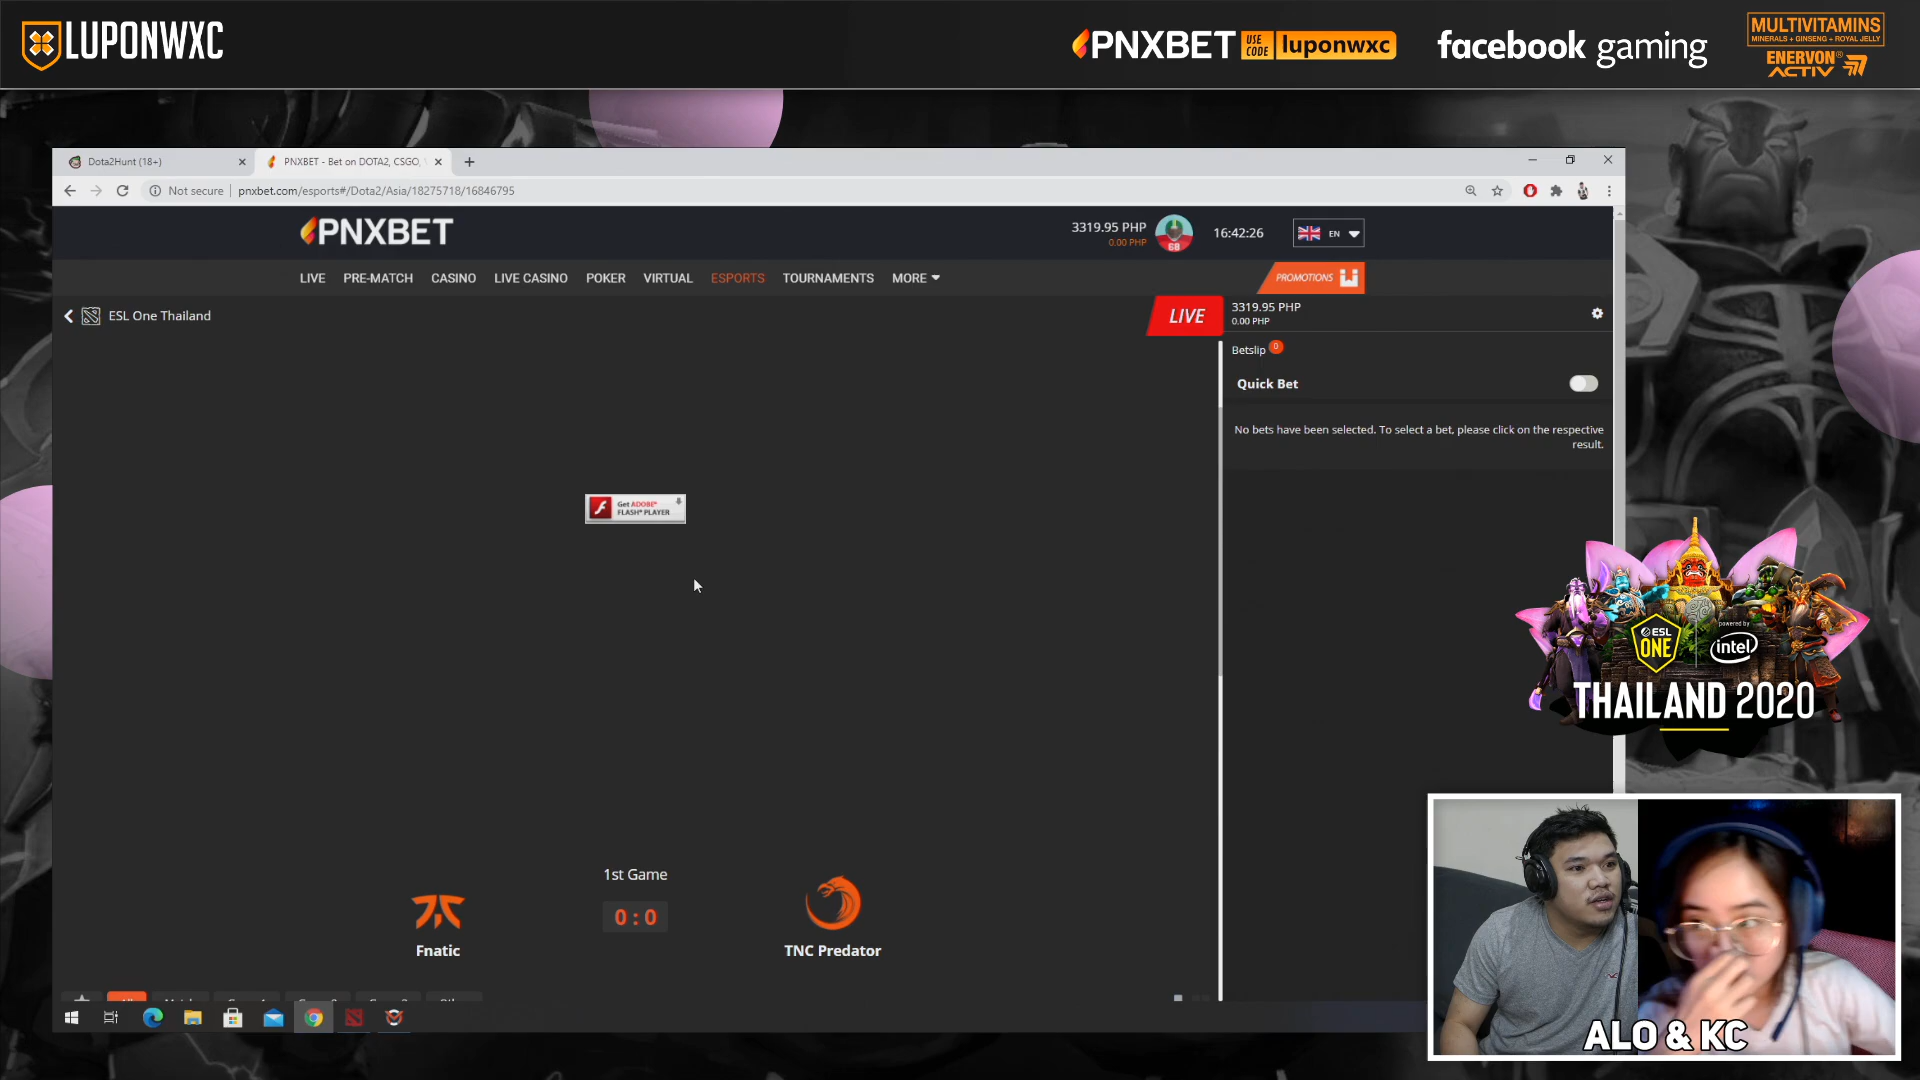 LUPONWXC
PNXBET USE CODE luponwxc
facebook gaming
MULTIVITAMINS
MINERALS + GINSENG + ROYAL JELLY
ENERVON®
ACTIV
Dota2Hunt (18+)
PNXBET - Bet on DOTA2, CSGO,
Not secure
pnxbet.com/esports#/Dota2/Asia/18275718/16846795
PNXBET
3319.95 PHP
0.00 PHP
68
16:42:26
EN
LIVE
PRE-MATCH
CASINO
LIVE CASINO
POKER
VIRTUAL
ESPORTS
TOURNAMENTS
MORE
PROMOTIONS
ESL One Thailand
LIVE
3319.95 PHP
0.00 PHP
Betslip 0
Quick Bet
No bets have been selected. To select a bet, please click on the respective
result.
Get ADOBE®
FLASH® PLAYER
1st Game
0 : 0
Fnatic
TNC Predator
ESL
ONE
powered by
intel
THAILAND 2020
ALO & KC